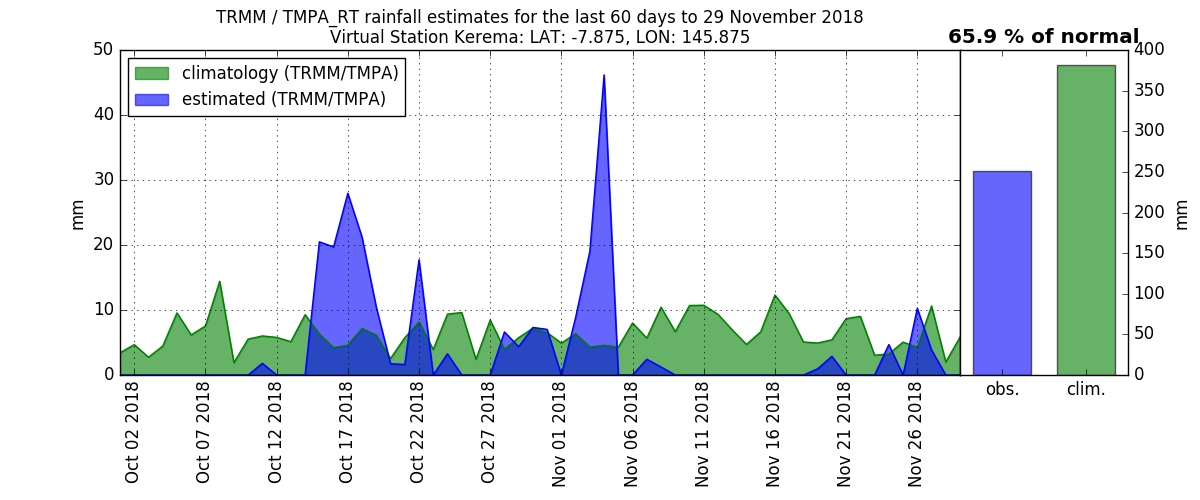 TRMM / TMPA_RT rainfall estimates for the last 60 days to 29 November 2018
Virtual Station Kerema: LAT: -7.875, LON: 145.875
65.9 % of normal
climatology (TRMM/TMPA)
estimated (TRMM/TMPA)
50
40
30
20
10
0
mm
Oct 02 2018
Oct 07 2018
Oct 12 2018
Oct 17 2018
Oct 22 2018
Oct 27 2018
Nov 01 2018
Nov 06 2018
Nov 11 2018
Nov 16 2018
Nov 21 2018
Nov 26 2018
obs.
clim.
400
350
300
250
200
150
100
50
0
mm